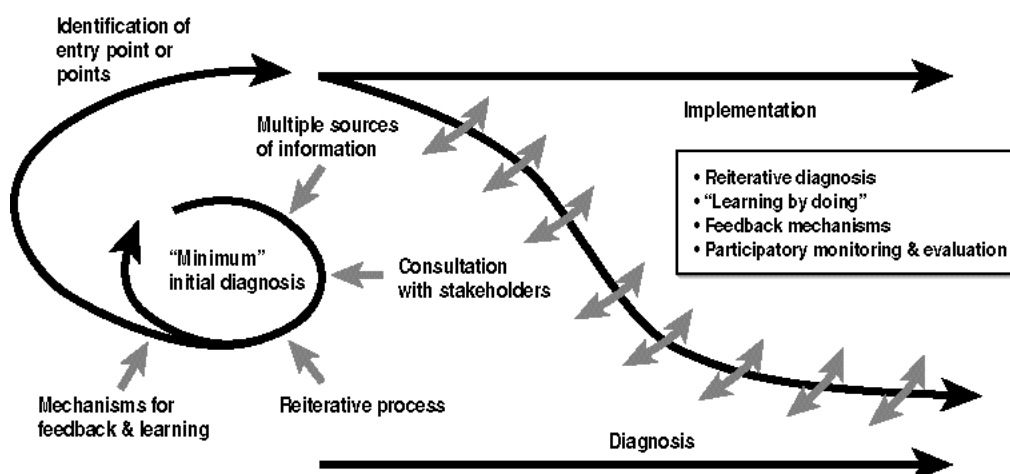 Identification of
entry point or
points
Multiple sources
of information
"Minimum"
initial diagnosis
Consultation
with stakeholders
Mechanisms for
feedback & learning
Reiterative process
Implementation
• Reiterative diagnosis
• "Learning by doing"
• Feedback mechanisms
• Participatory monitoring & evaluation
Diagnosis